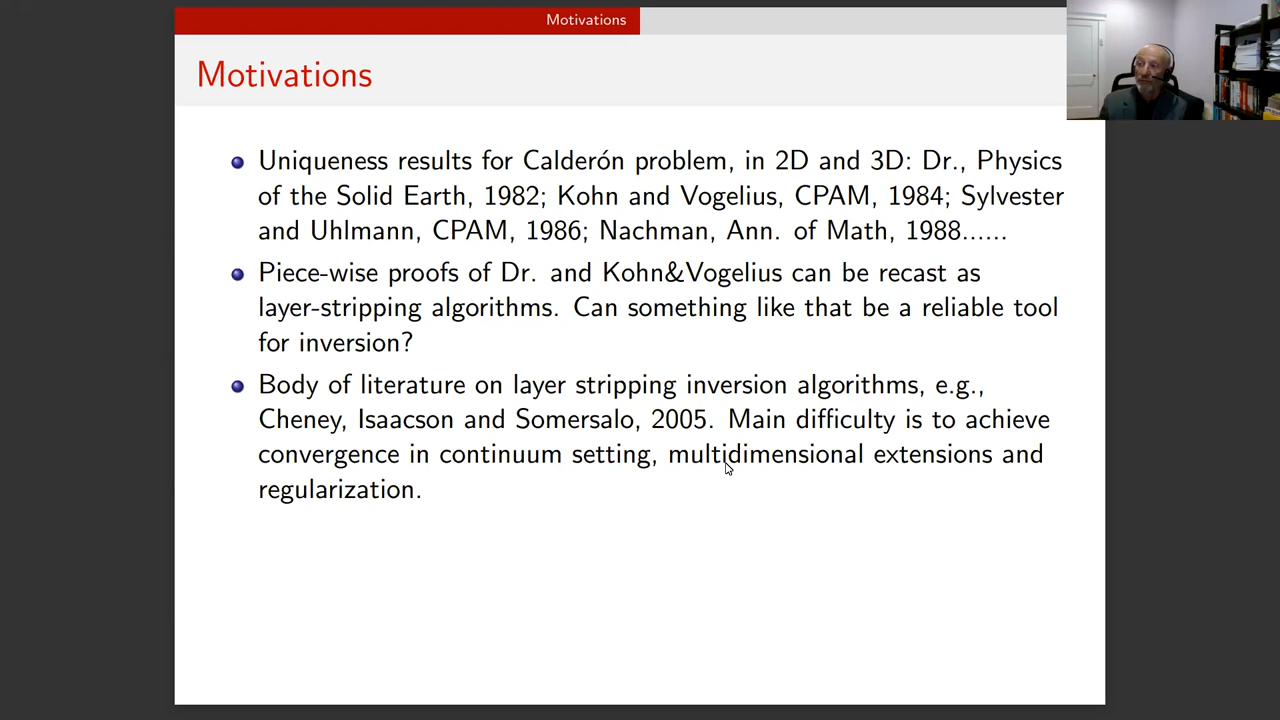 Motivations
Motivations
Uniqueness results for Calderón problem, in 2D and 3D: Dr., Physics
of the Solid Earth, 1982; Kohn and Vogelius, CPAM, 1984; Sylvester
and Uhlmann, CPAM, 1986; Nachman, Ann. of Math, 1988......
Piece-wise proofs of Dr. and Kohn&Vogelius can be recast as
layer-stripping algorithms. Can something like that be a reliable tool
for inversion?
Body of literature on layer stripping inversion algorithms, e.g.,
Cheney, Isaacson and Somersalo, 2005. Main difficulty is to achieve
convergence in continuum setting, multidimensional extensions and
regularization.